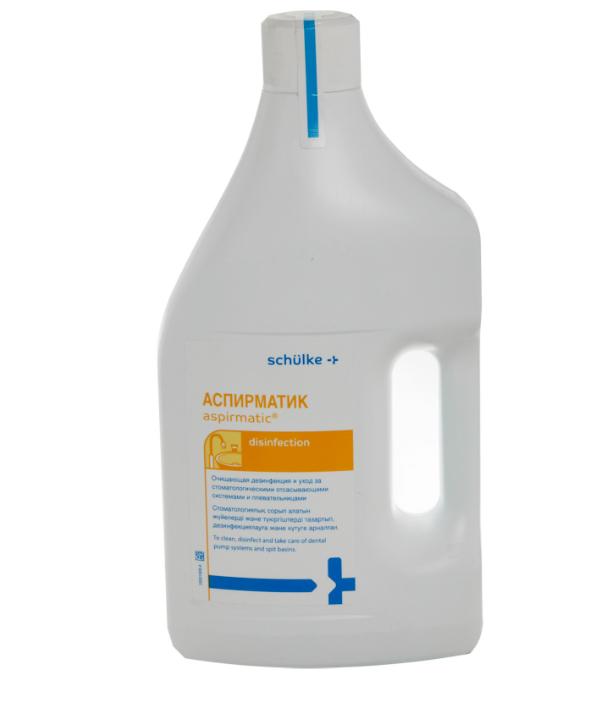 schülke -+
АСПИРМАТИК
aspirmatic®
disinfection
Очищающая дезинфекция и уход за
стоматологическими отсасывающими
системами и плевательницами
Стоматологиялық сорып алатын
жүйелерді және түкіргіштерді тазартып,
дезинфекциялауға және күтуге арналған.
To clean, disinfect and take care of dental
pump systems and spit basins.